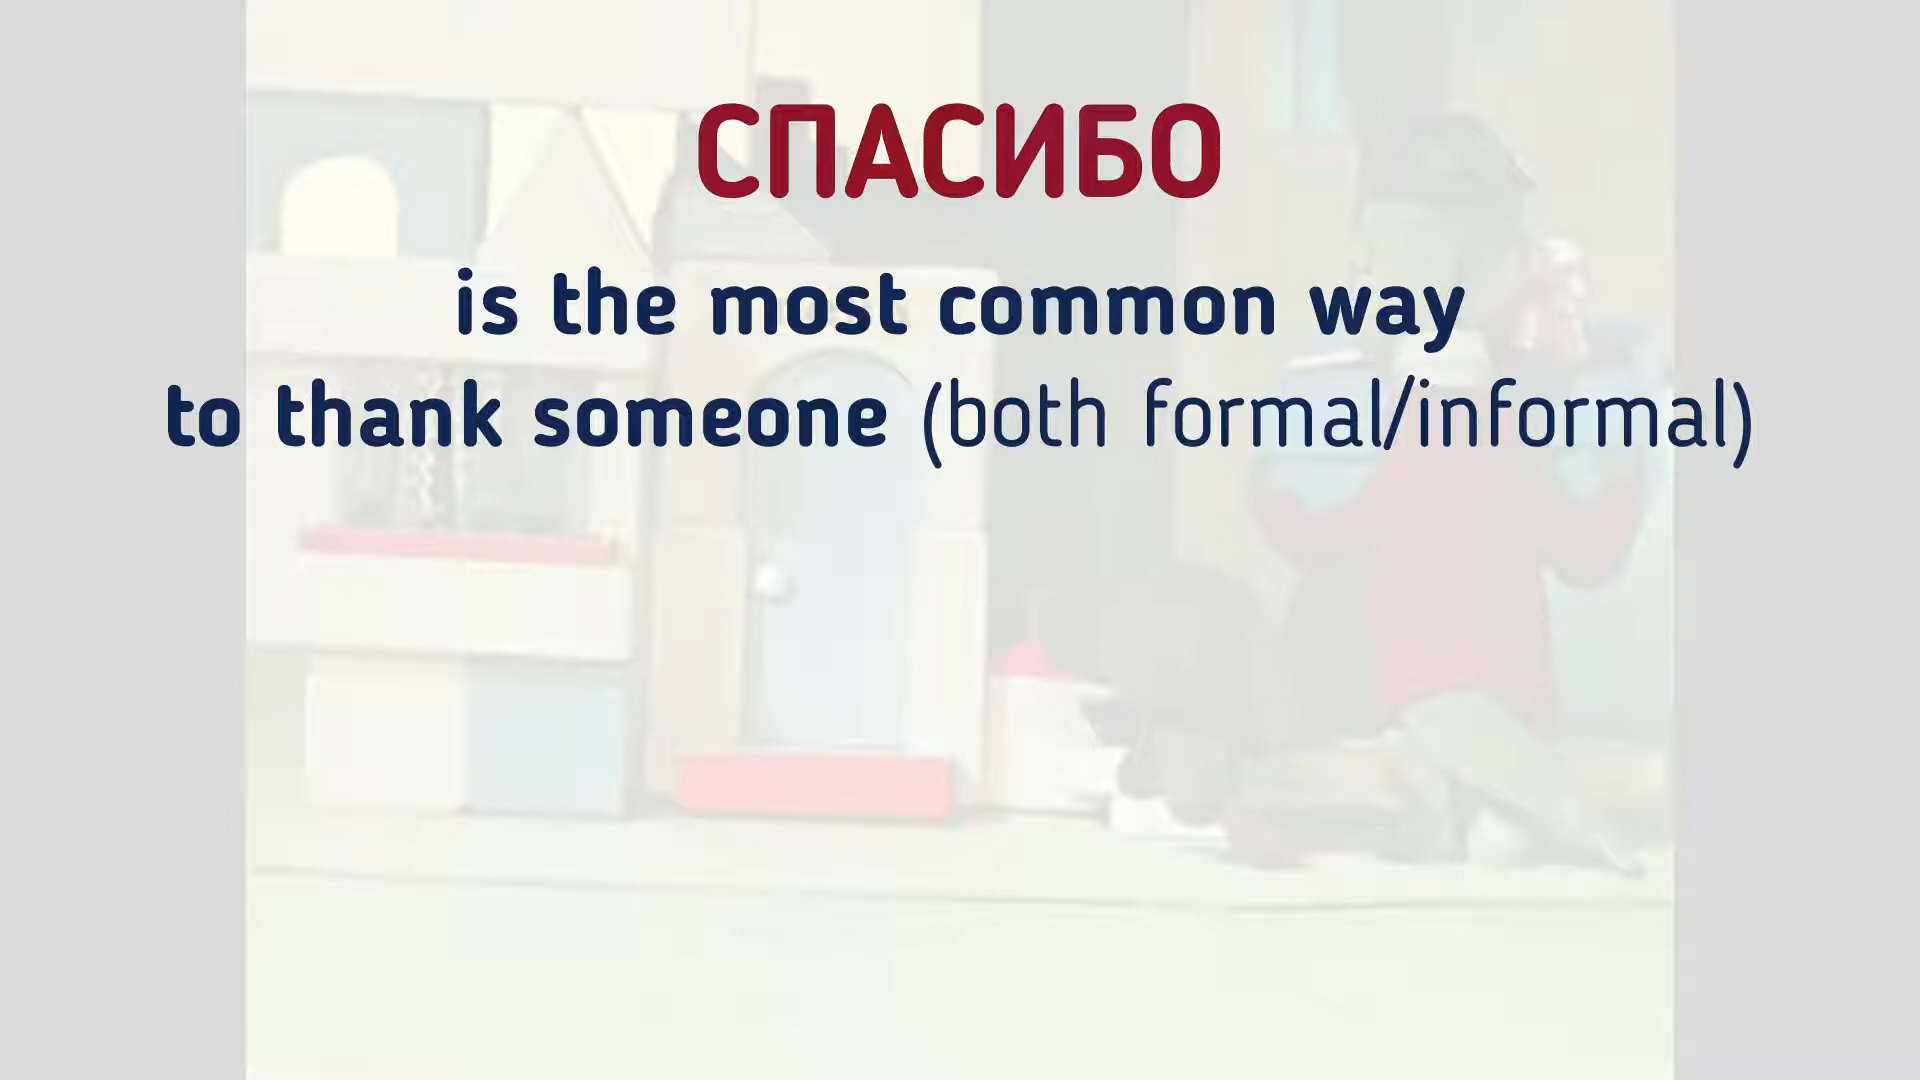 СПАСИБО
is the most common way
to thank someone (both formal/informal)